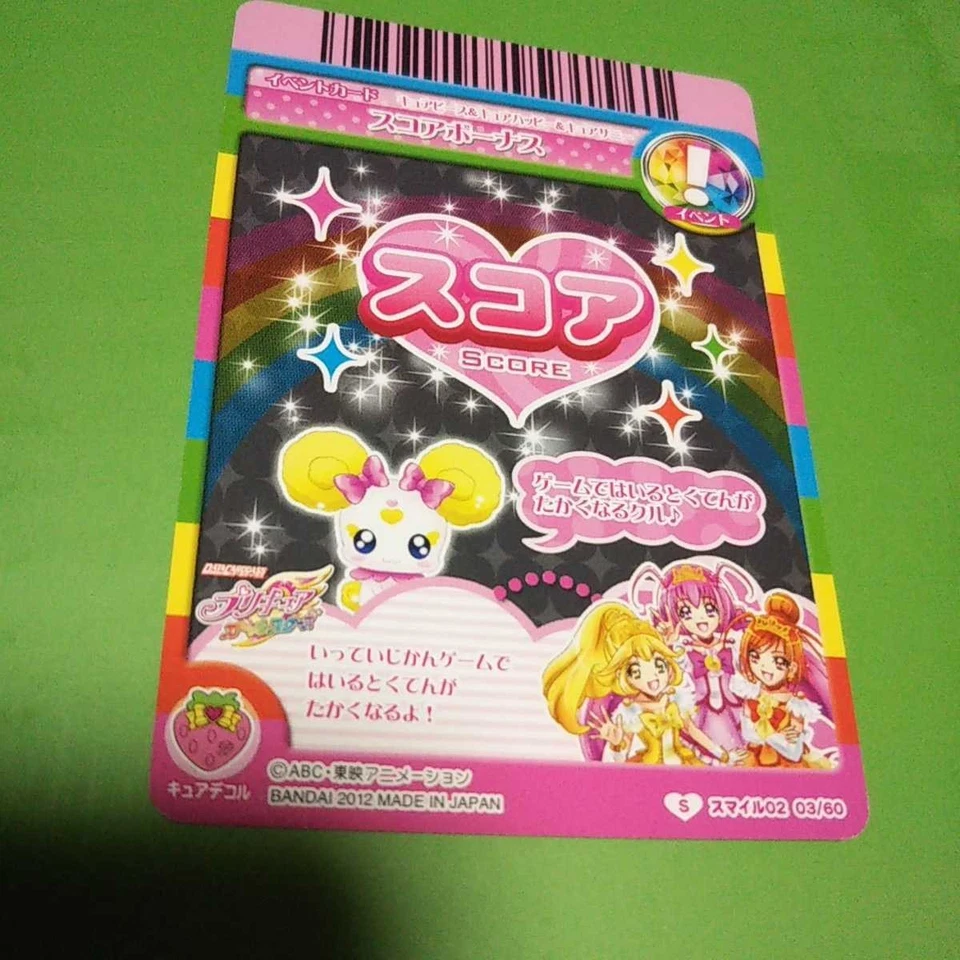 イベントカード
キュアピース&キュアハッピー&キュアサニー
スコアボーナス
!
イベント
スコア
SCORE
ゲームではいるとくてんが
たかくなるクル♪
DATACARDDASS
プリキュア
いっていじかんゲームで
はいるとくてんが
たかくなるよ!
キュアデコル
©ABC・東映アニメーション
BANDAI 2012 MADE IN JAPAN
S スマイル02 03/60